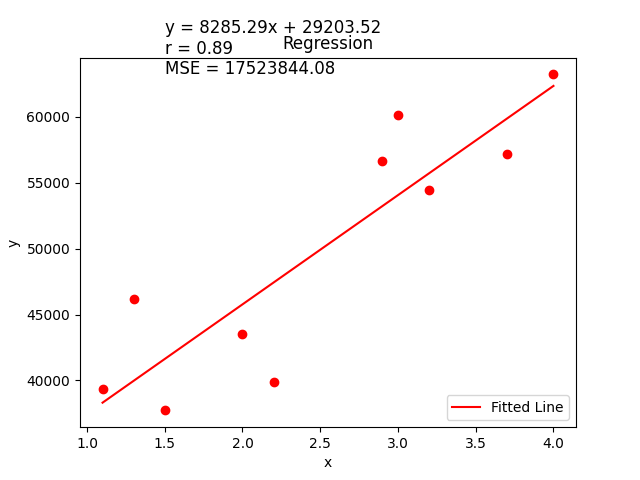 y = 8285.29x + 29203.52
r = 0.89
Regression
MSE = 17523844.08
60000
55000
50000
45000
40000
y
1.0 1.5 2.0 2.5 3.0 3.5 4.0
x
Fitted Line